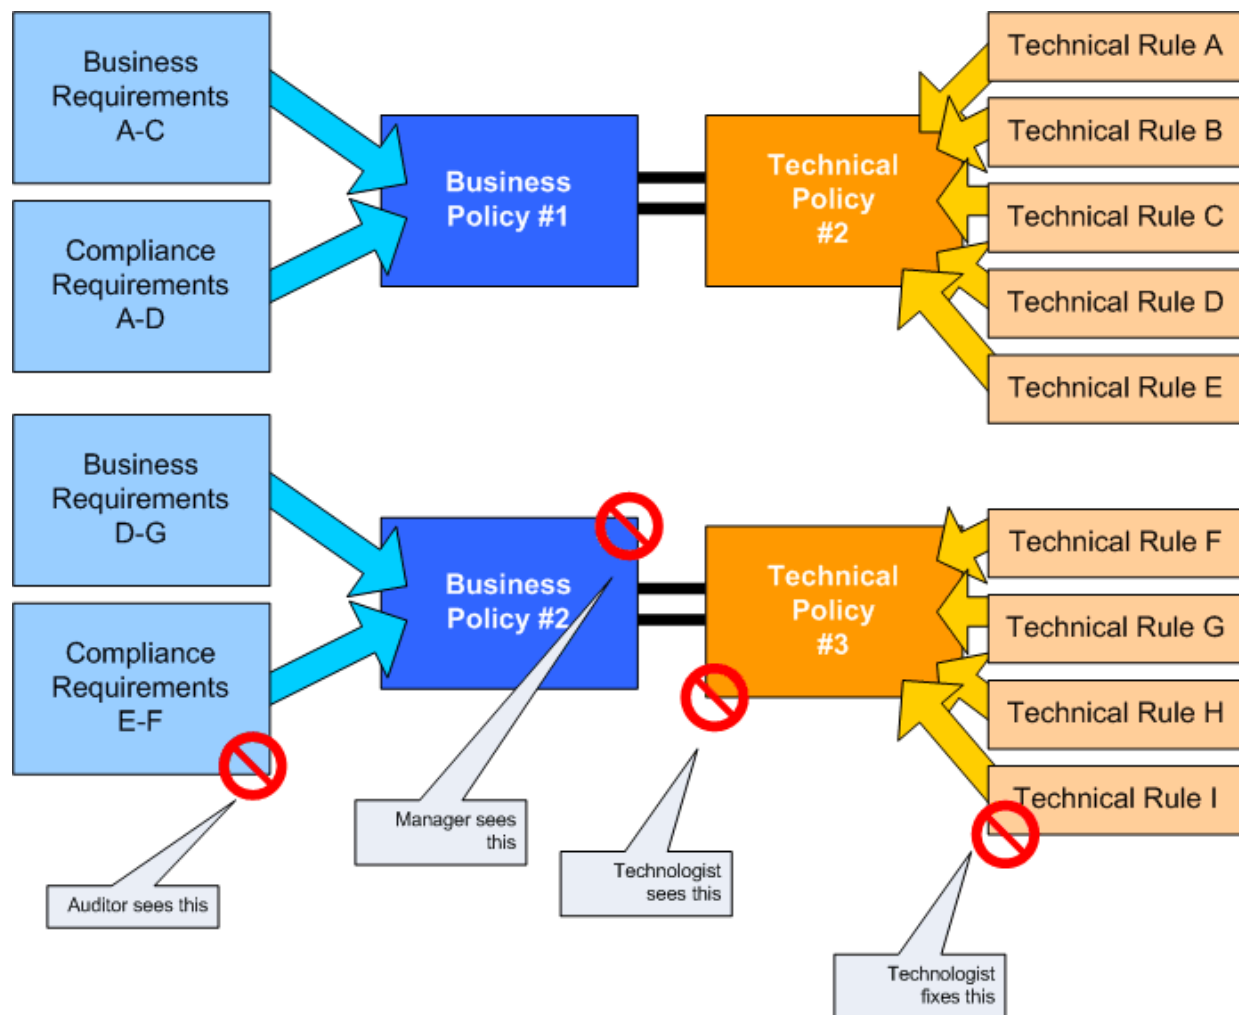 Business
Requirements
A-C
Compliance
Requirements
A-D
Business
Policy #1
Technical
Policy
#2
Technical Rule A
Technical Rule B
Technical Rule C
Technical Rule D
Technical Rule E
Business
Requirements
D-G
Compliance
Requirements
E-F
Business
Policy #2
Technical
Policy
#3
Technical Rule F
Technical Rule G
Technical Rule H
Technical Rule I
Auditor sees this
Manager sees
this
Technologist
sees this
Technologist
fixes this